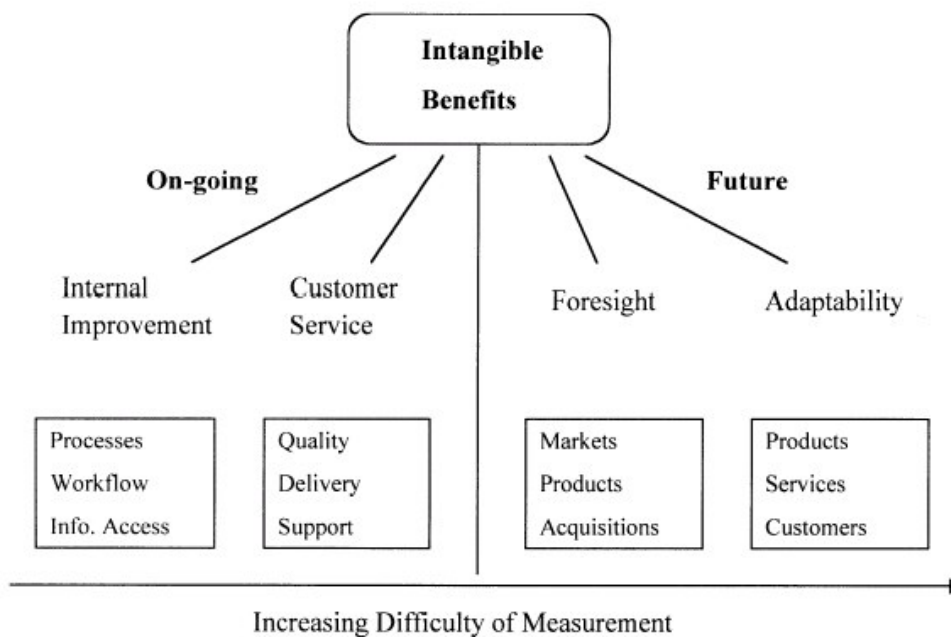 Intangible
Benefits
On-going
Future
Internal
Improvement
Customer
Service
Foresight
Adaptability
Processes
Workflow
Info. Access
Quality
Delivery
Support
Markets
Products
Acquisitions
Products
Services
Customers
Increasing Difficulty of Measurement